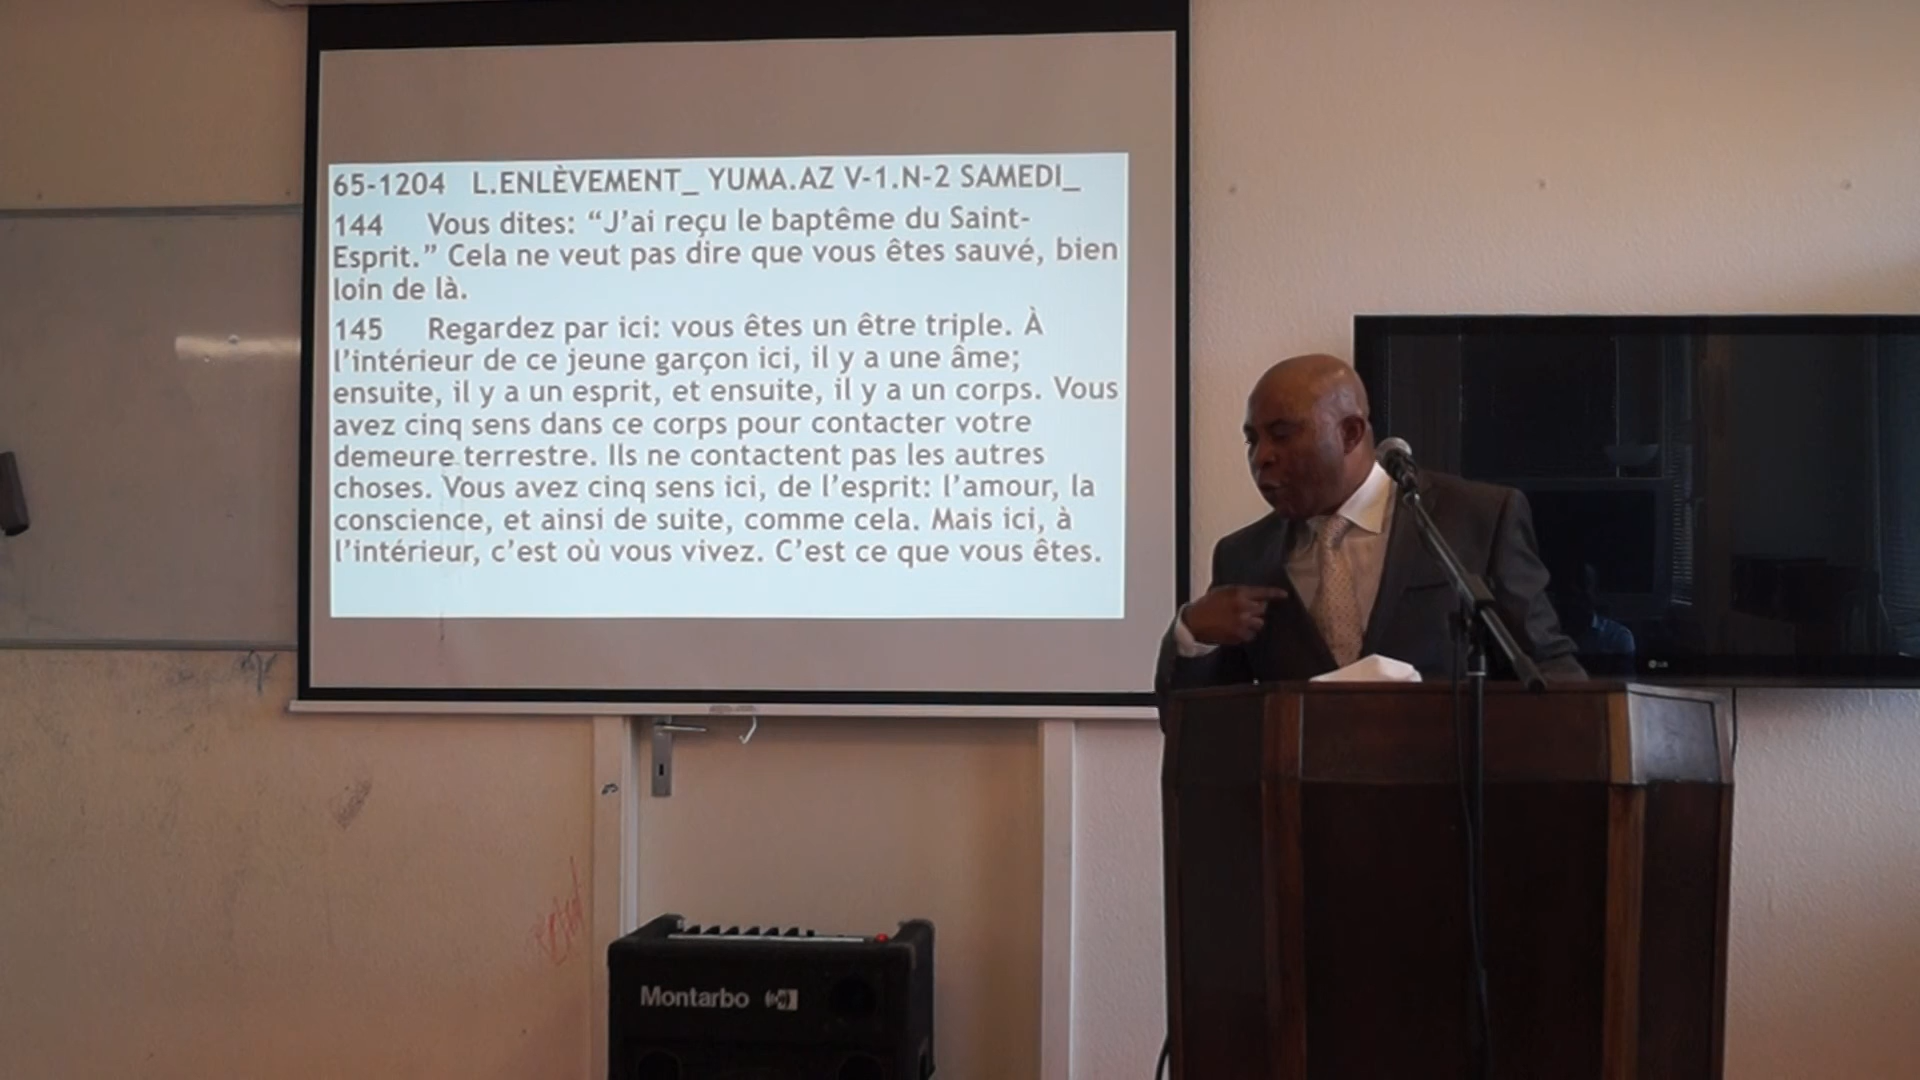 65-1204 L.ENLÈVEMENT_ YUMA.AZ V-1.N-2 SAMEDI_
144 Vous dites: “J’ai reçu le baptême du Saint-
Esprit.” Cela ne veut pas dire que vous êtes sauvé, bien
loin de là.
145 Regardez par ici: vous êtes un être triple. À
l’intérieur de ce jeune garçon ici, il y a une âme;
ensuite, il y a un esprit, et ensuite, il y a un corps. Vous
avez cinq sens dans ce corps pour contacter votre
demeure terrestre. Ils ne contactent pas les autres
choses. Vous avez cinq sens ici, de l’esprit: l’amour, la
conscience, et ainsi de suite, comme cela. Mais ici, à
l’intérieur, c’est où vous vivez. C’est ce que vous êtes.
LG
Montarbo